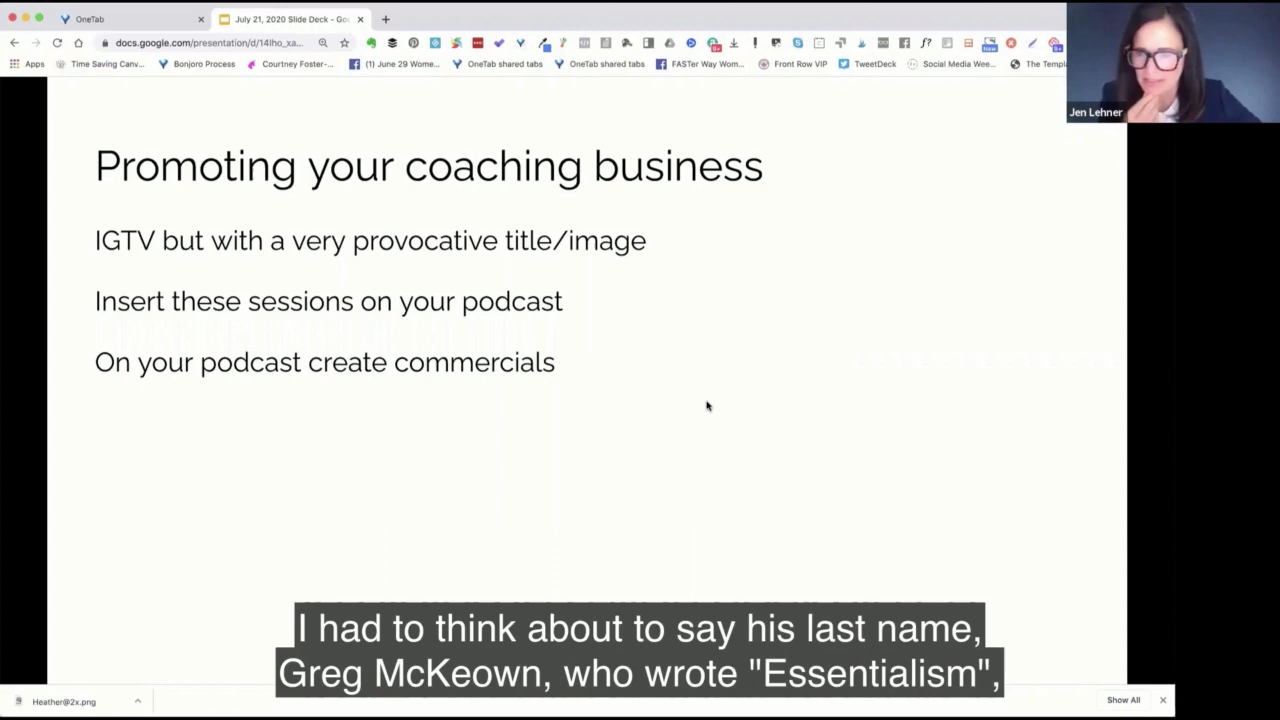 OneTab
July 21, 2020 Slide Deck - Goo
docs.google.com/presentation/d/14lho_xa...
Apps
Time Saving Canv...
Bonjoro Process
Courtney Foster-...
(1) June 29 Wome...
OneTab shared tabs
OneTab shared tabs
FASTer Way Wom...
Front Row VIP
TweetDeck
Social Media Wee...
The Templ
Jen Lehner
Promoting your coaching business
IGTV but with a very provocative title/image
Insert these sessions on your podcast
On your podcast create commercials
I had to think about to say his last name,
Greg McKeown, who wrote "Essentialism",
Heather@2x.png
Show All